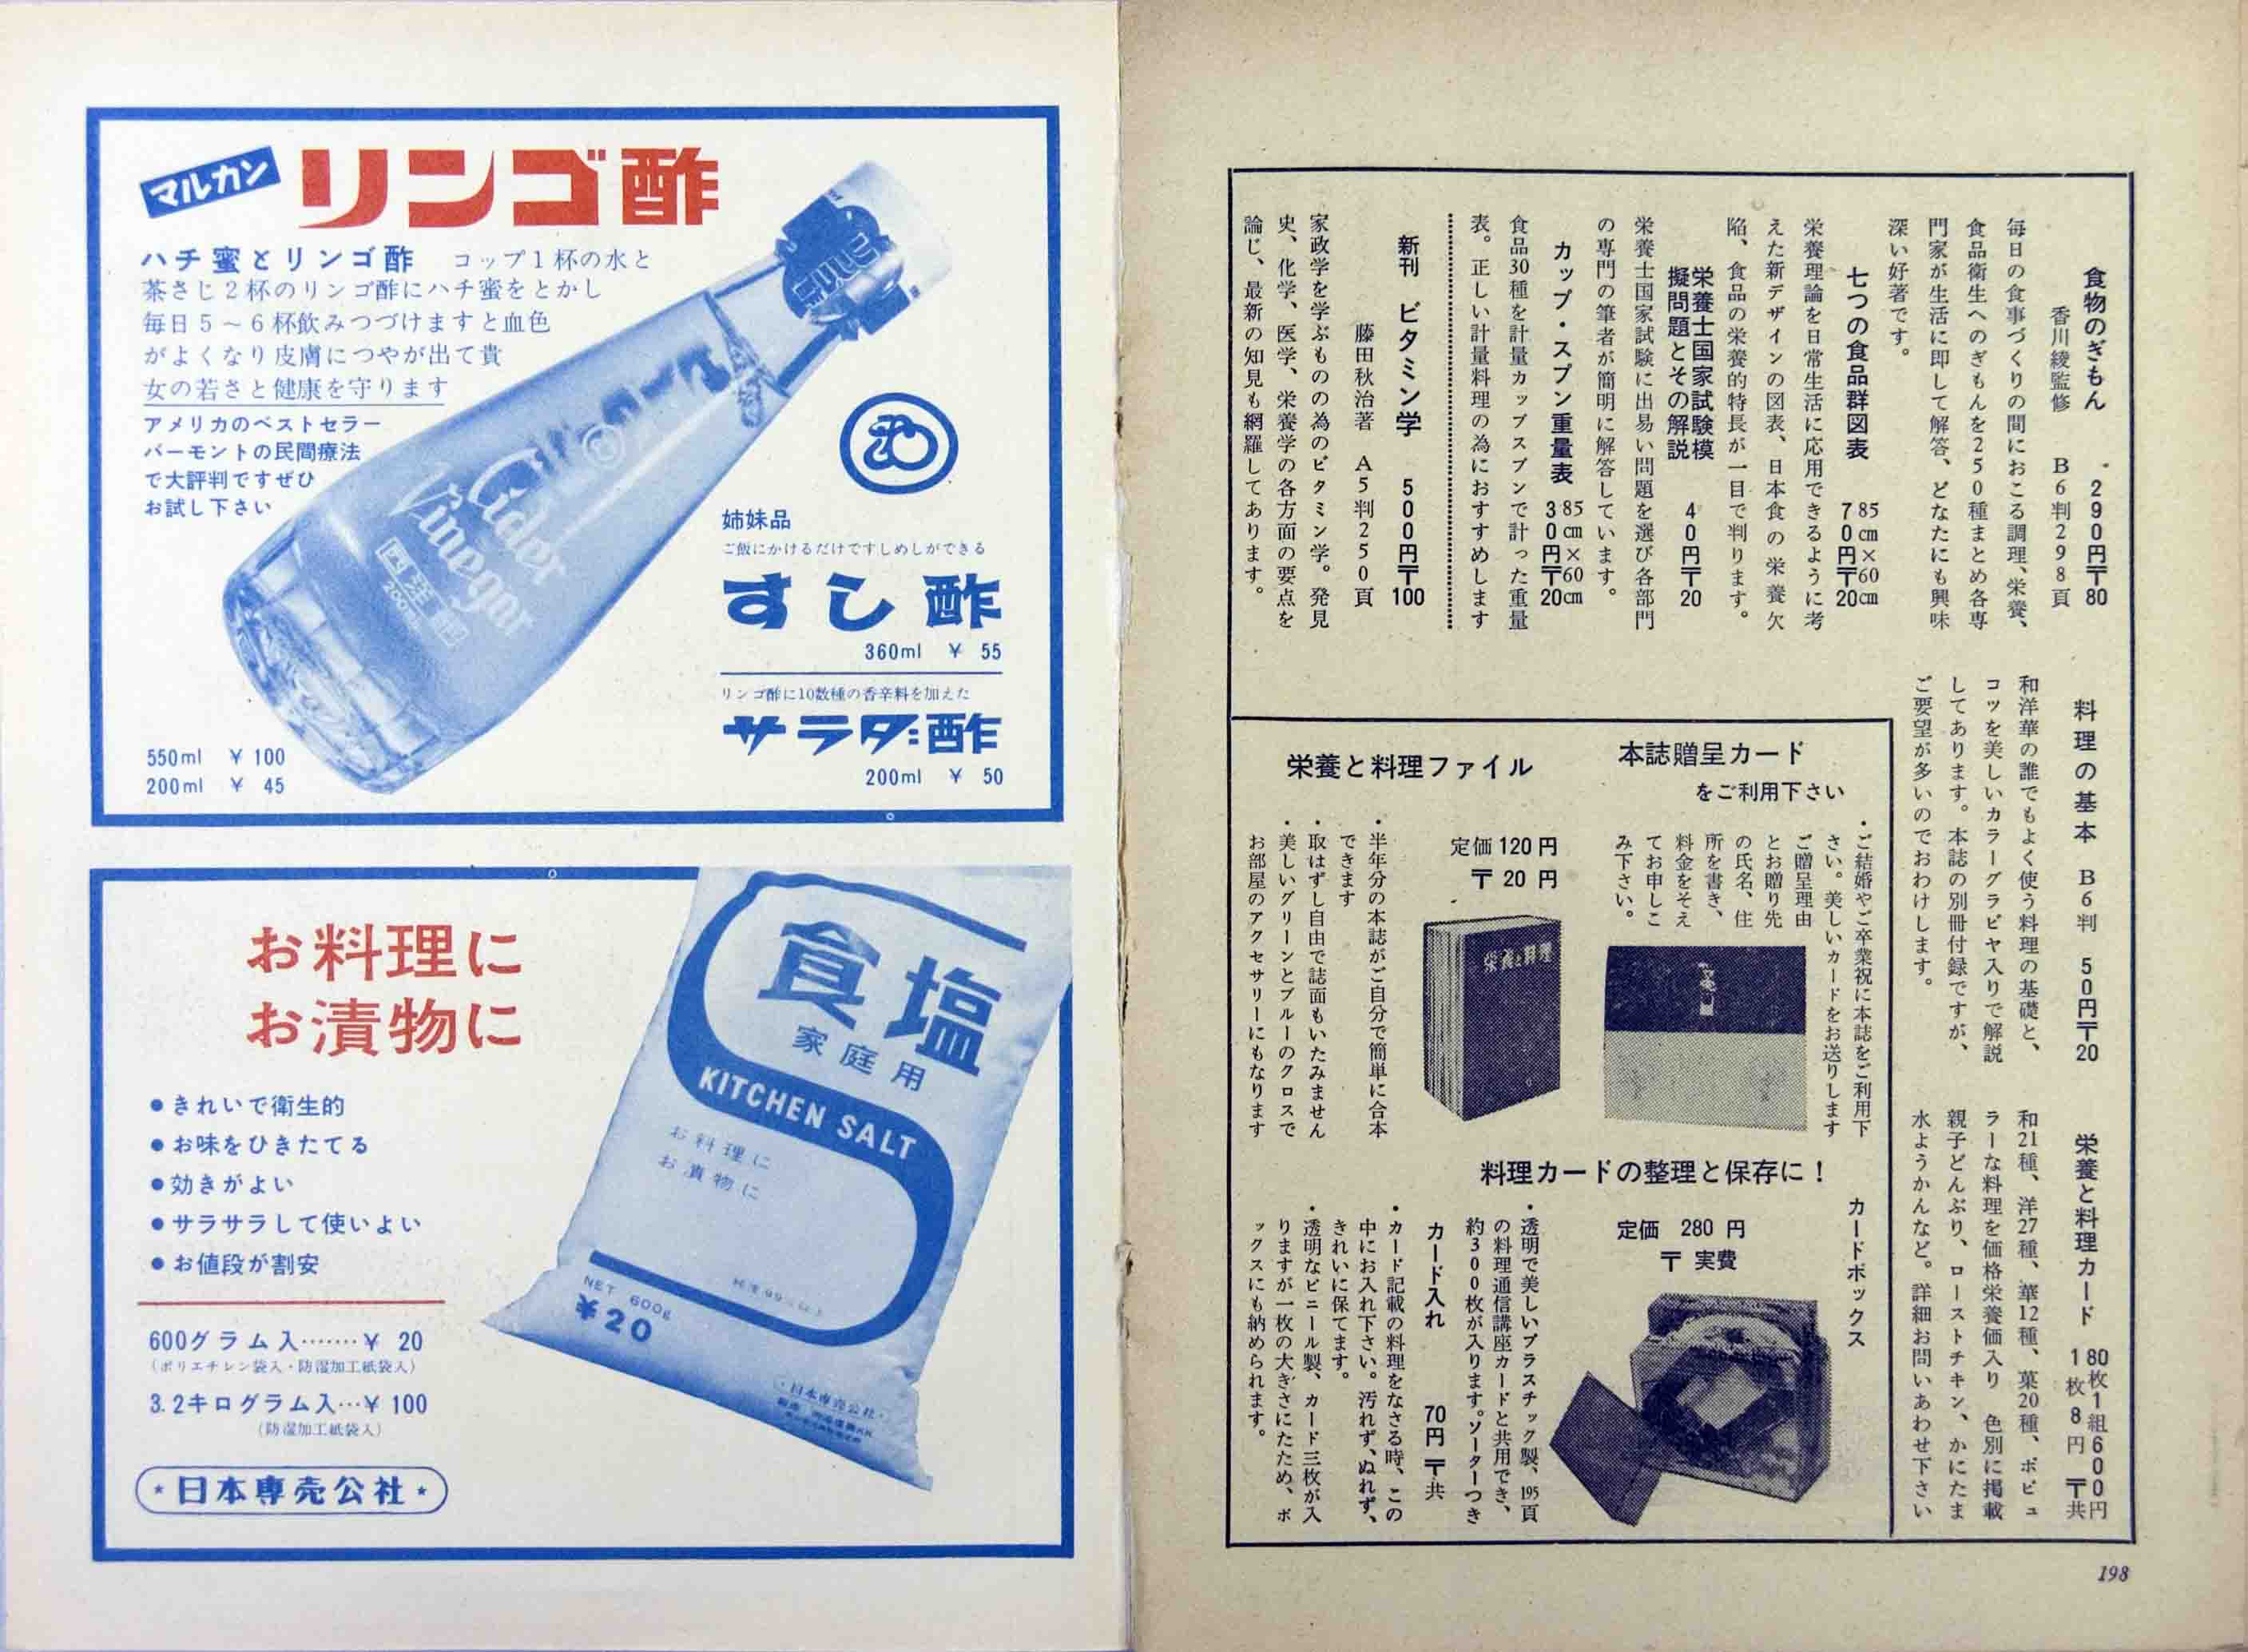 マルカン
リンゴ酢
ハチ蜜とリンゴ酢　コップ1杯の水と
茶さじ2杯のリンゴ酢にハチ蜜をとかし
毎日5～6杯飲みつづけますと血色
がよくなり皮膚につやが出て貴
女の若さと健康を守ります
アメリカのベストセラー
バーモントの民間療法
で大評判ですぜひ
お試し下さい
Cider
Vinegar
550ml ¥ 100
200ml ¥ 45
姉妹品
ご飯にかけるだけですしめしができる
すし酢
360ml ¥ 55
リンゴ酢に10数種の香辛料を加えた
サラダ酢
200ml ¥ 50
お料理に
お漬物に
●きれいで衛生的
●お味をひきたてる
●効きがよい
●サラサラして使いよい
●お値段が割安
600グラム入……¥ 20
（ポリエチレン袋入・防湿加工紙袋入）
3.2キログラム入…¥ 100
（防湿加工紙袋入）
★日本専売公社★
食塩
家庭用
KITCHEN SALT
お料理に
お漬物に
NET 600g
¥20
・日本専売公社・
食物のぎもん　290円〒80
香川綾監修　B6判298頁
毎日の食事づくりの間におこる調理、栄養、
食品衛生へのぎもんを250種まとめ各専
門家が生活に即して解答、どなたにも興味
深い好著です。
七つの食品群図表　85cm×60cm
70円〒20
栄養理論を日常生活に応用できるように考
えた新デザインの図表、日本食の栄養欠
陥、食品の栄養的特長が一目で判ります。
栄養士国家試験模
擬問題とその解説　40円〒20
栄養士国家試験に出易い問題を選び各部門
の専門の筆者が簡明に解答しています。
カップ・スプン重量表　85cm×60cm
30円〒20
食品30種を計量カップスプンで計った重量
表。正しい計量料理の為におすすめします
新刊　ビタミン学　500円〒100
藤田秋治著　A5判250頁
家政学を学ぶものの為のビタミン学。発見
史、化学、医学、栄養学の各方面の要点を
論じ、最新の知見も網羅してあります。
料理の基本　B6判　50円〒20
和洋華の誰でもよく使う料理の基礎と、
コツを美しいカラーグラビヤ入りで解説
してあります。本誌の別冊付録ですが、
ご要望が多いのでおわけします。
栄養と料理カード　80枚1組600円
1枚8円〒共
和21種、洋27種、華12種、菓20種、ポピュ
ラーな料理を価格栄養価入り　色別に掲載
親子どんぶり、ローストチキン、かにたま
水ようかんなど。詳細お問いあわせ下さい
本誌贈呈カード
をご利用下さい
・ご結婚やご卒業祝に本誌をご利用下
さい。美しいカードをお送りします
ご贈呈理由
とお贈り先
の氏名、住
所を書き、
料金をそえ
てお申しこ
み下さい。
栄養と料理ファイル
定価 120 円
〒 20 円
栄養と料理
・半年分の本誌がご自分で簡単に合本
できます
・取はずし自由で誌面もいたみません
・美しいグリーンとブルーのクロスで
お部屋のアクセサリーにもなります
料理カードの整理と保存に！
カードボックス
定価 280 円
〒 実費
・透明で美しいプラスチック製、195頁
の料理通信講座カードと共用でき、
約300枚が入ります。ソーターつき
カード入れ　70円〒共
・カード記載の料理をなさる時、この
中にお入れ下さい。汚れず、ぬれず、
きれいに保てます。
・透明なビニール製、カード三枚が入
りますが一枚の大きさにたため、ボ
ックスにも納められます。
198